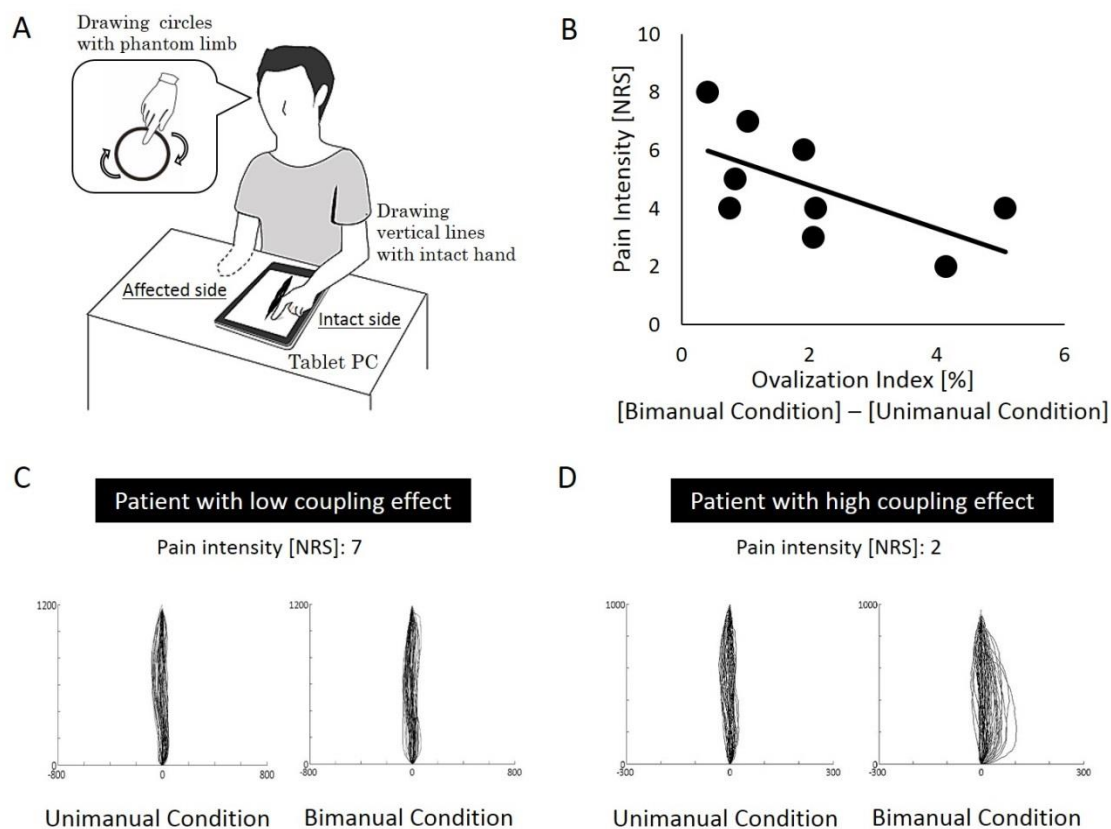 A
Drawing circles
with phantom limb
Drawing
vertical lines
with intact hand
Affected side
Intact side
Tablet PC
B
Pain Intensity [NRS]
10
8
6
4
2
0
0 2 4 6
Ovalization Index [%]
[Bimanual Condition] – [Unimanual Condition]
C
Patient with low coupling effect
Pain intensity [NRS]: 7
1200
0
-800 0 800
Unimanual Condition
1200
0
-800 0 800
Bimanual Condition
D
Patient with high coupling effect
Pain intensity [NRS]: 2
1000
0
-300 0 300
Unimanual Condition
1000
0
-300 0 300
Bimanual Condition